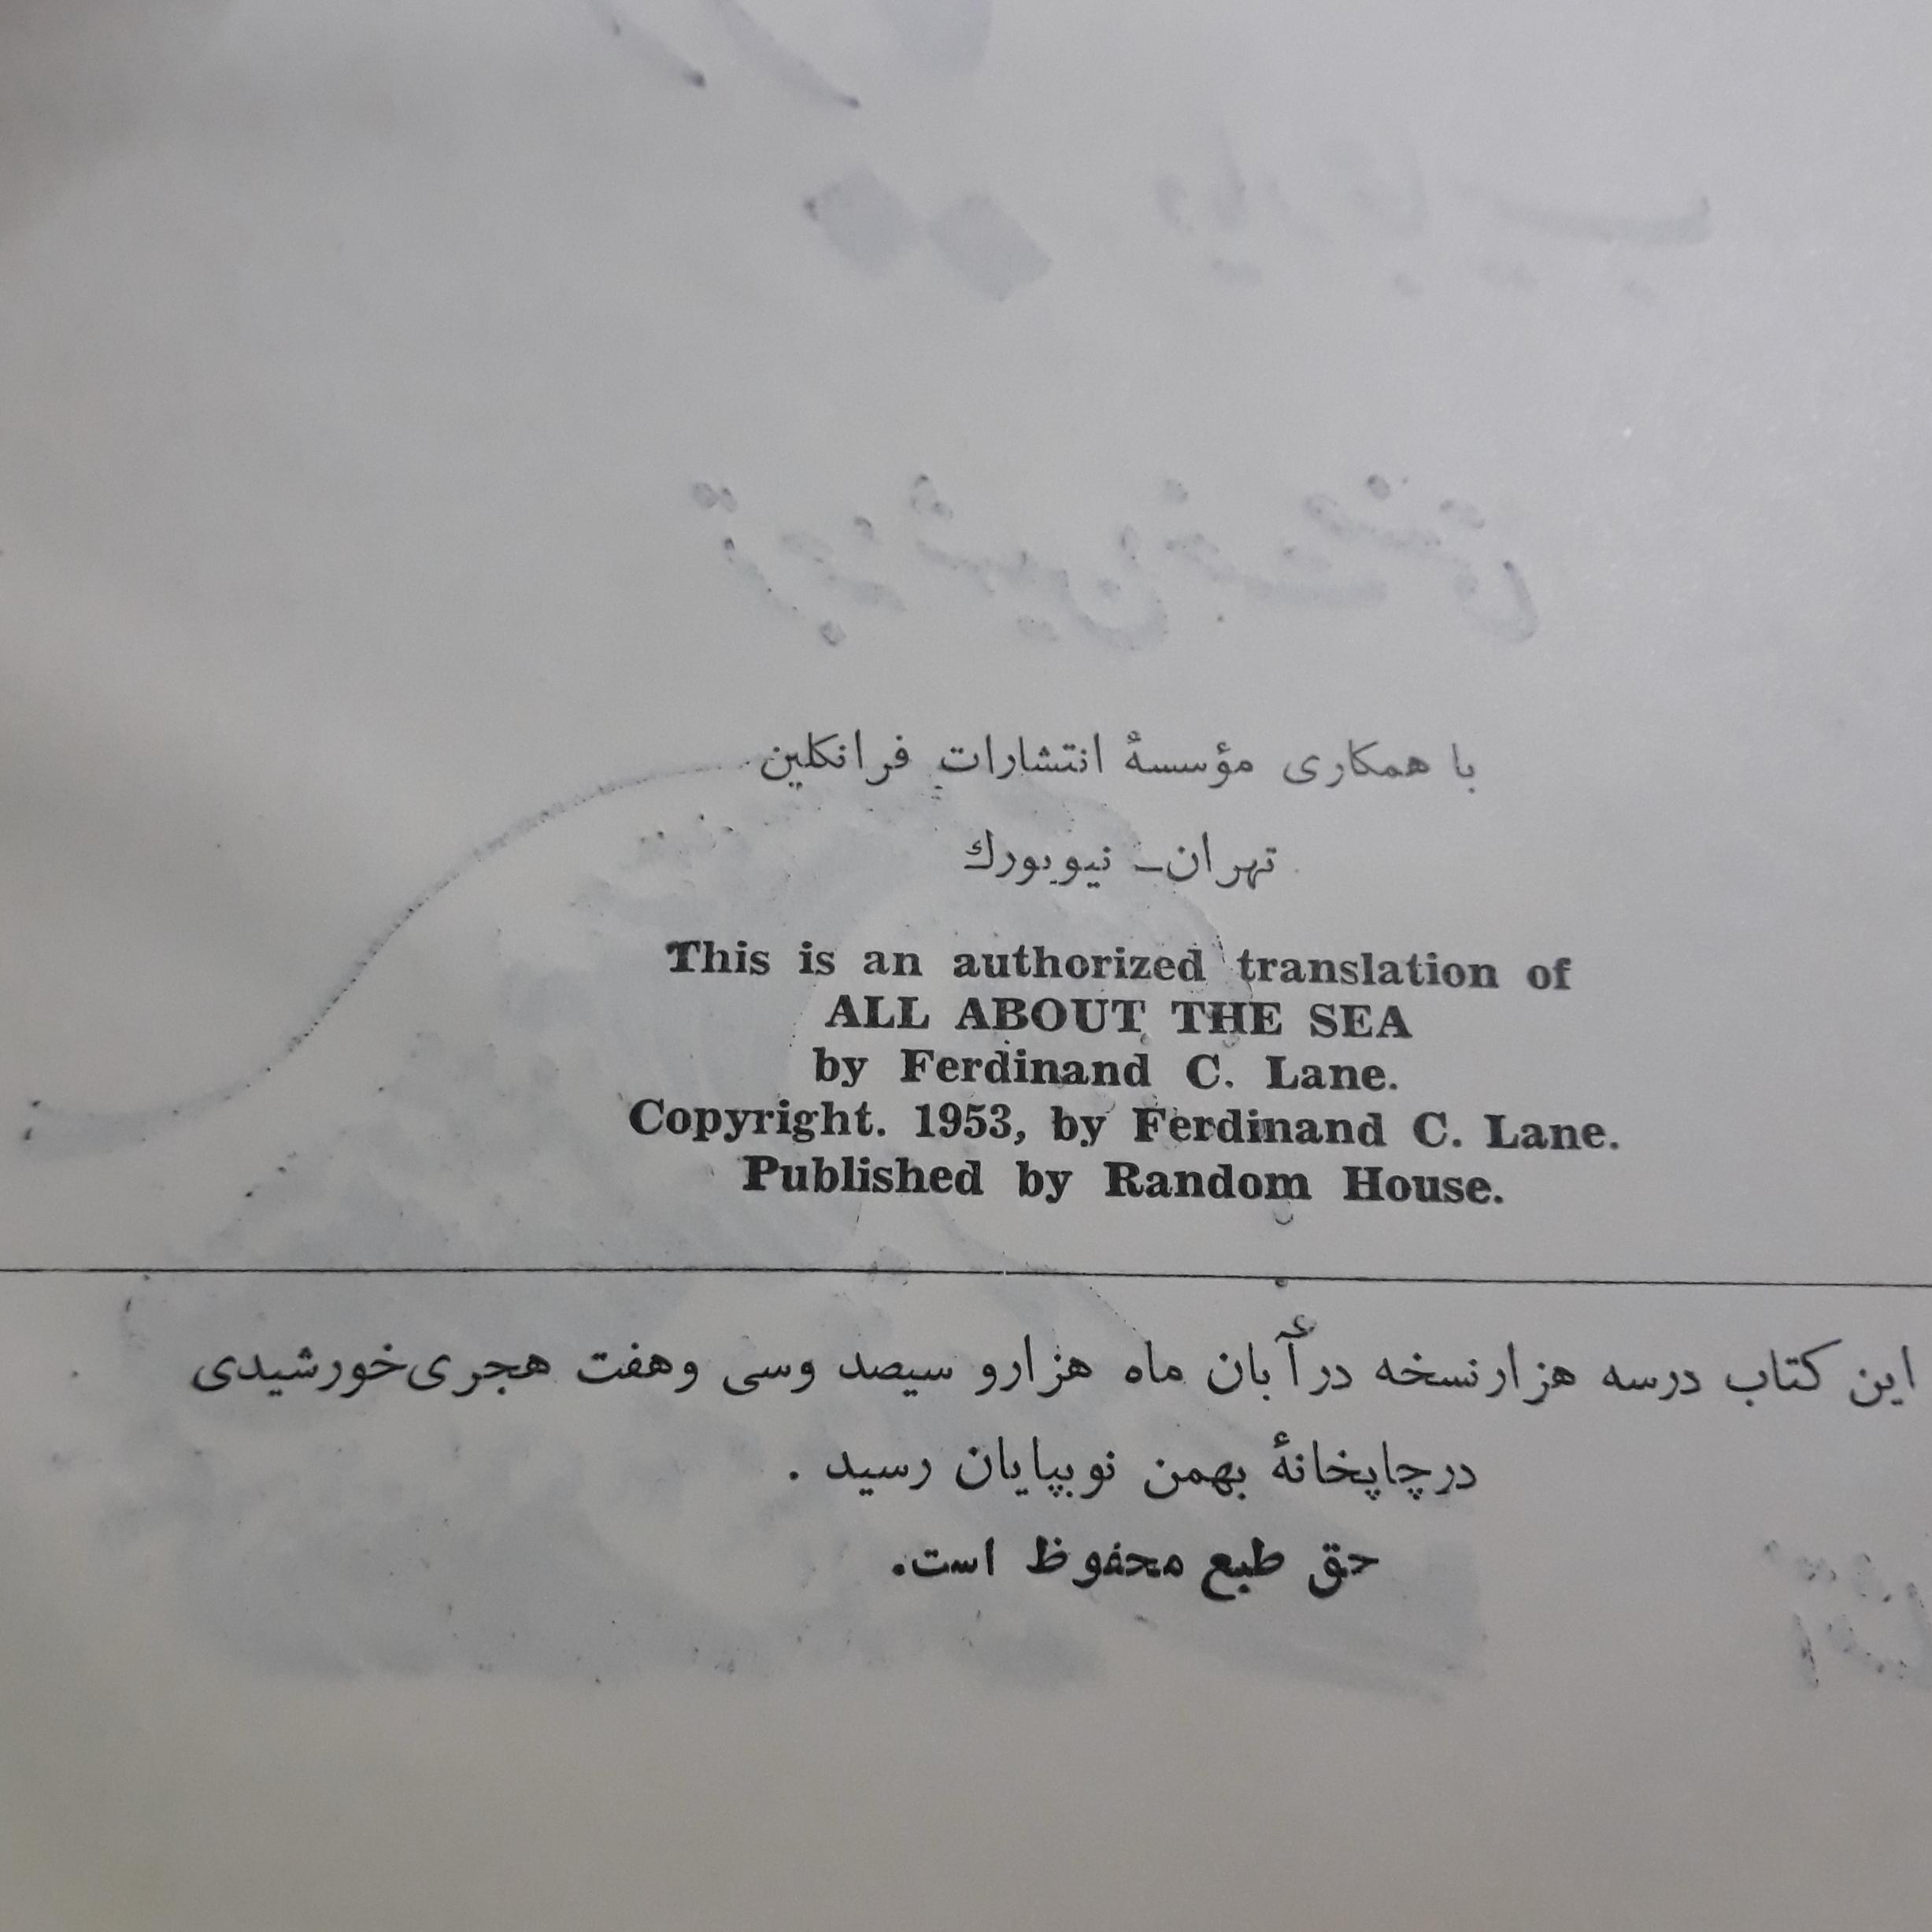 با همکاری مؤسسهٔ انتشارات فرانکلین
تهران ـ نیویورك
This is an authorized translation of
ALL ABOUT THE SEA
by Ferdinand C. Lane.
Copyright. 1953, by Ferdinand C. Lane.
Published by Random House.
این کتاب درسه هزارنسخه درآبان ماه هزارو سیصد وسی وهفت هجری خورشیدی
درچاپخانهٔ بهمن نوبپایان رسید .
حق طبع محفوظ است.